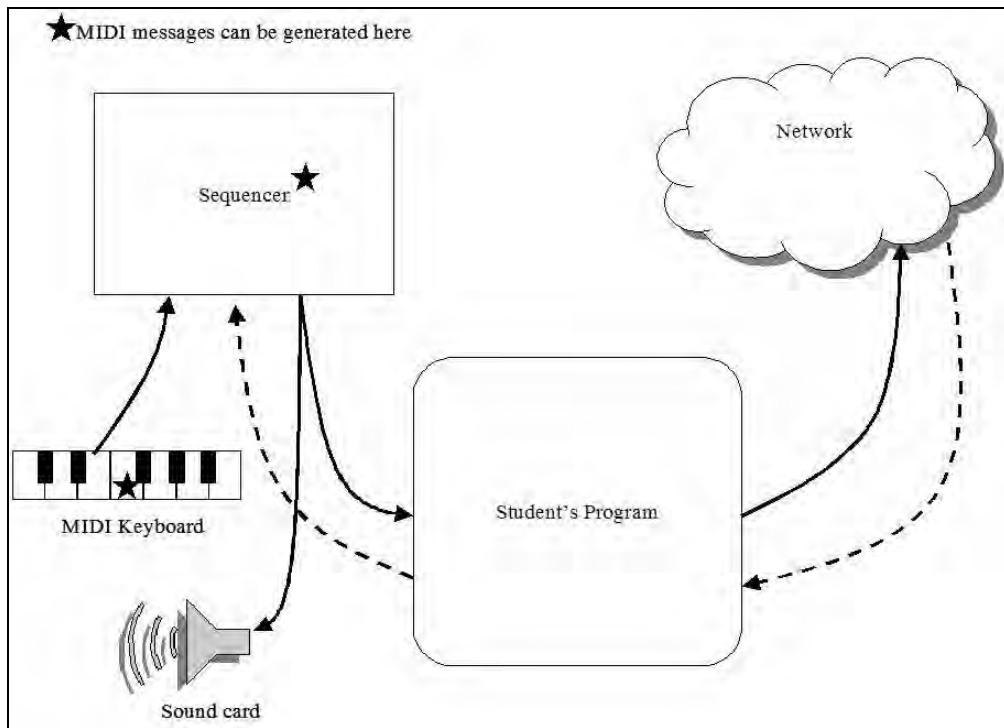 MIDI messages can be generated here
Network
Sequencer
Student's Program
MIDI Keyboard
Sound card